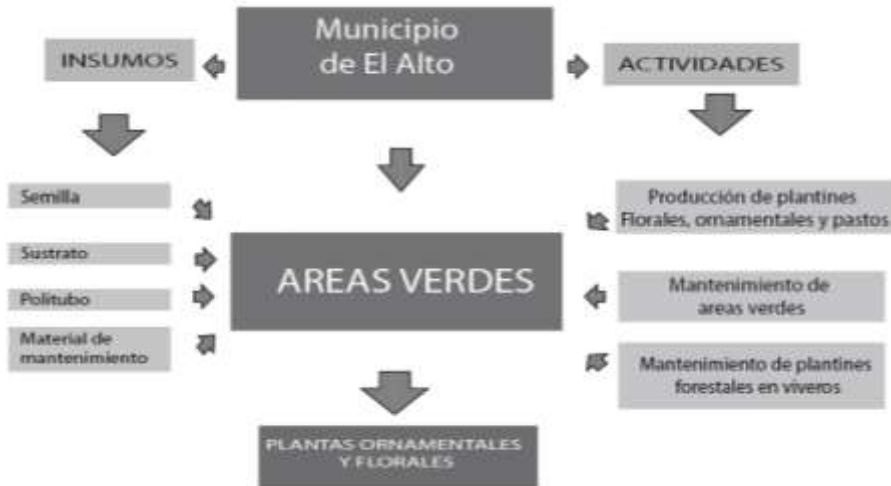 Municipio
de El Alto
INSUMOS
ACTIVIDADES
Semilla
Sustrato
Politubo
Material de
mantenimiento
AREAS VERDES
Producción de plantines
Florales, ornamentales y pastos
Mantenimiento de
areas verdes
Mantenimiento de plantines
forestales en viveros
PLANTAS ORNAMENTALES
Y FLORALES